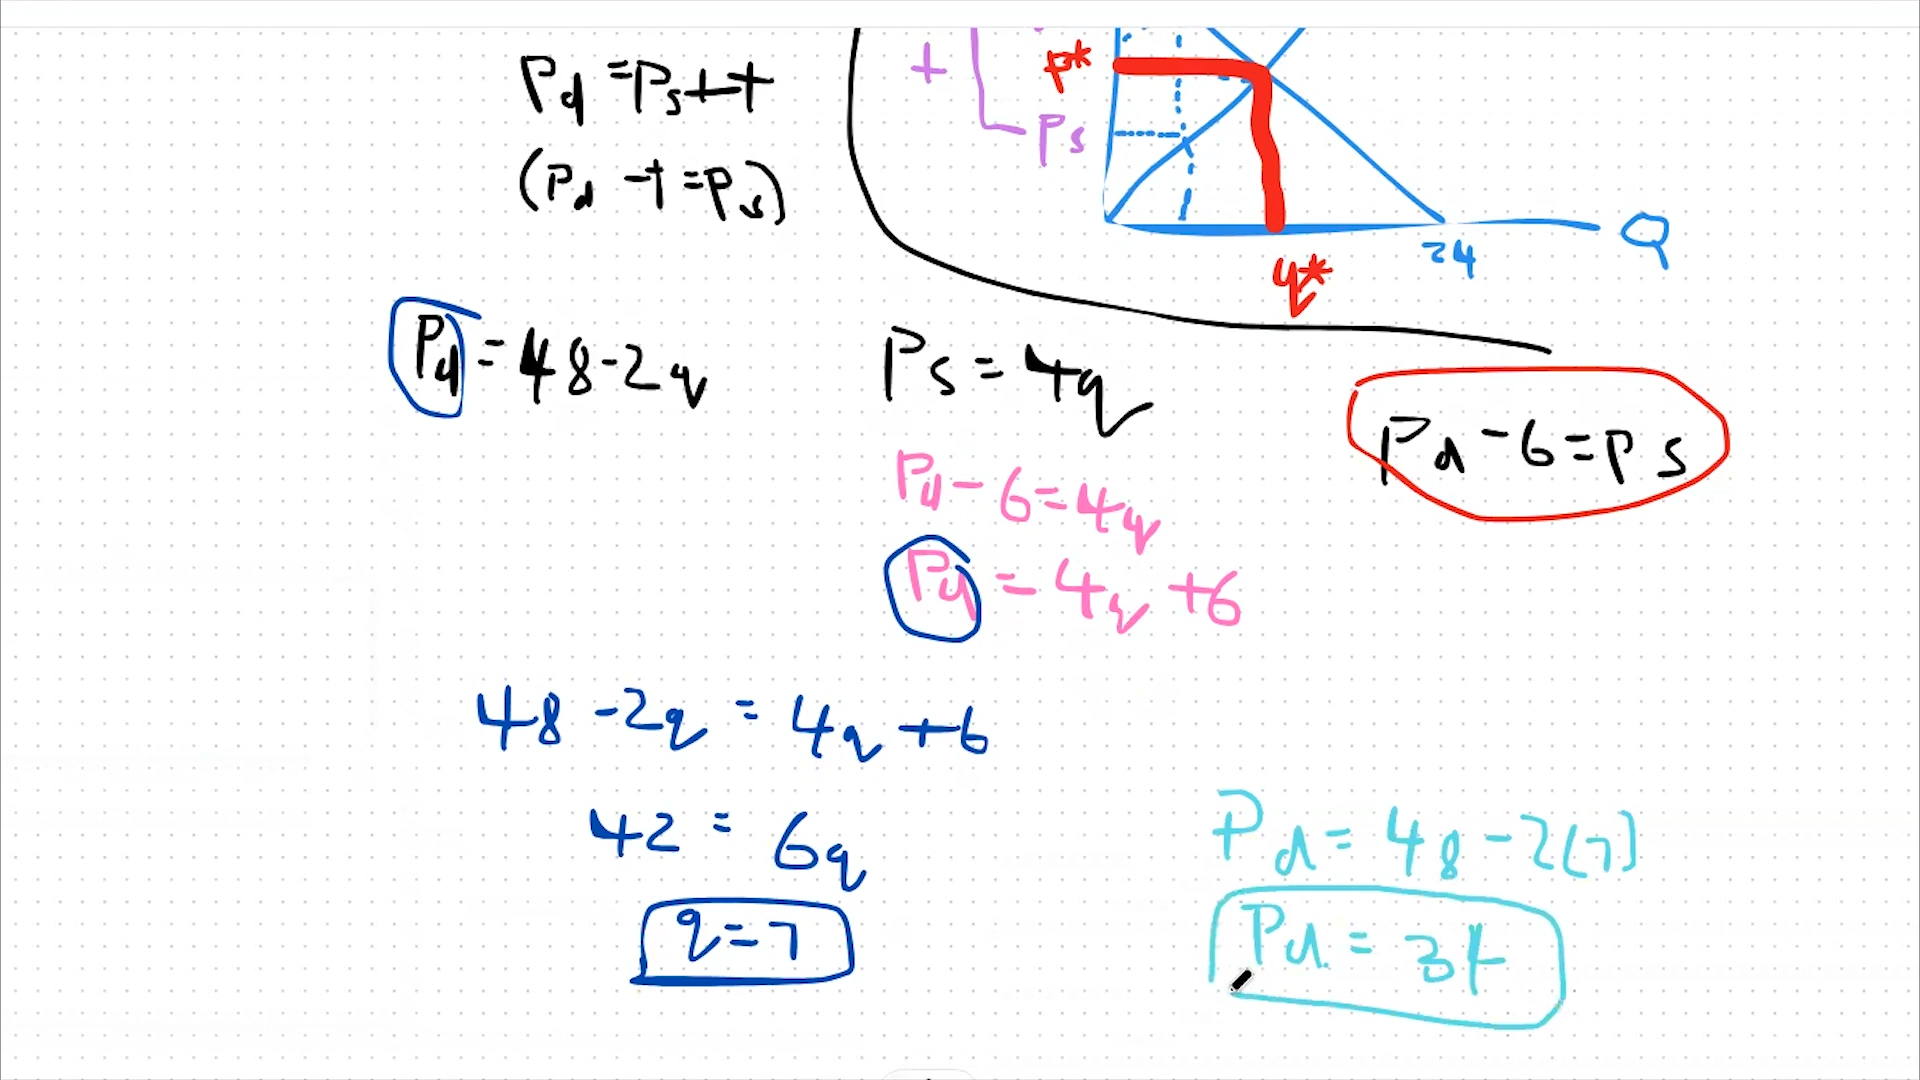 Pd = Ps + t
(Pd - t = Ps)
t
P*
Ps
Q
24
q*
Pd = 48 - 2q
Ps = 4q
Pd - 6 = Ps
Pd - 6 = 4q
Pd = 4q + 6
48 - 2q = 4q + 6
42 = 6q
q = 7
Pd = 48 - 2(7)
Pd = 34